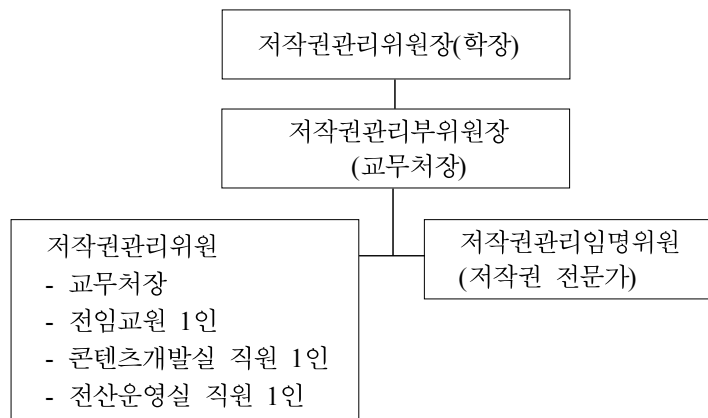 저작권관리위원장(학장)
저작권관리부위원장
(교무처장)
저작권관리위원
- 교무처장
- 전임교원 1인
- 콘텐츠개발실 직원 1인
- 전산운영실 직원 1인
저작권관리임명위원
(저작권 전문가)